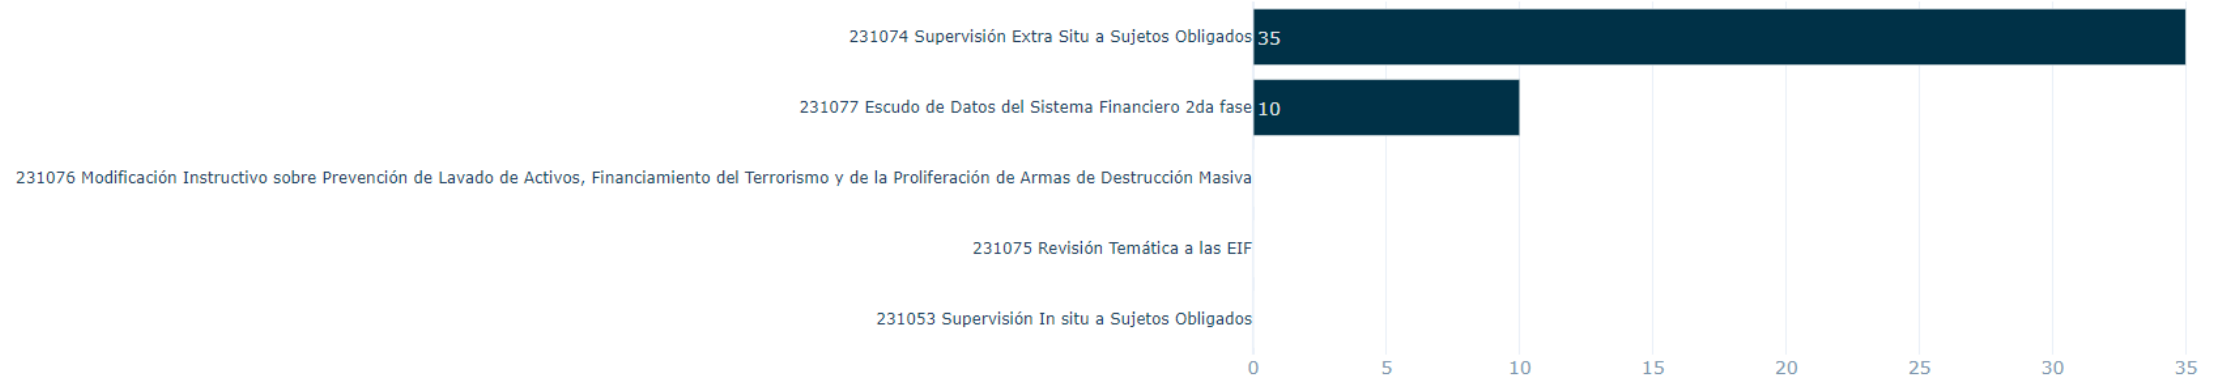 231074 Supervisión Extra Situ a Sujetos Obligados 35
231077 Escudo de Datos del Sistema Financiero 2da fase 10
231076 Modificación Instructivo sobre Prevención de Lavado de Activos, Financiamiento del Terrorismo y de la Proliferación de Armas de Destrucción Masiva
231075 Revisión Temática a las EIF
231053 Supervisión In situ a Sujetos Obligados
0 5 10 15 20 25 30 35